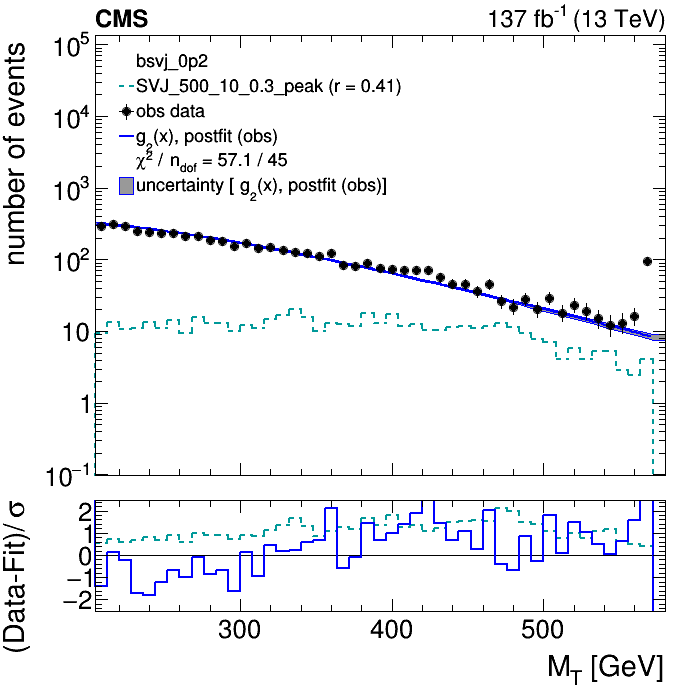 CMS 137 fb⁻¹ (13 TeV)
number of events
10⁵
10⁴
10³
10²
10
1
10⁻¹
bsvj_0p2
SVJ_500_10_0.3_peak (r = 0.41)
obs data
g₂(x), postfit (obs)
χ² / n_dof = 57.1 / 45
uncertainty [ g₂(x), postfit (obs)]
(Data-Fit)/σ
2
1
0
−1
−2
300 400 500
M_T [GeV]